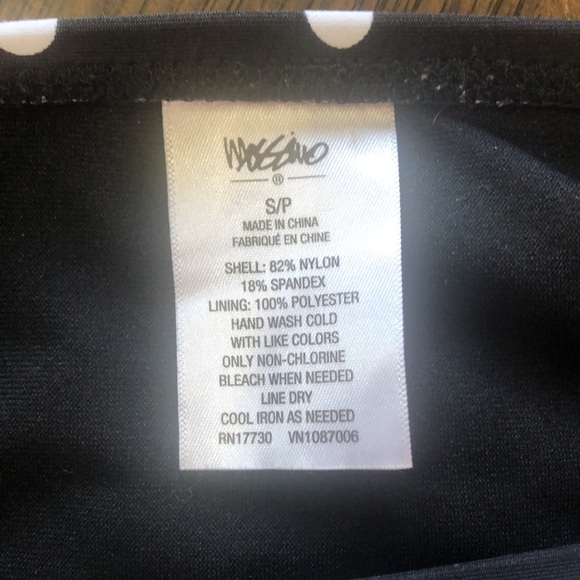 Mossimo
®
S/P
MADE IN CHINA
FABRIQUÉ EN CHINE
SHELL: 82% NYLON
18% SPANDEX
LINING: 100% POLYESTER
HAND WASH COLD
WITH LIKE COLORS
ONLY NON-CHLORINE
BLEACH WHEN NEEDED
LINE DRY
COOL IRON AS NEEDED
RN17730 VN1087006